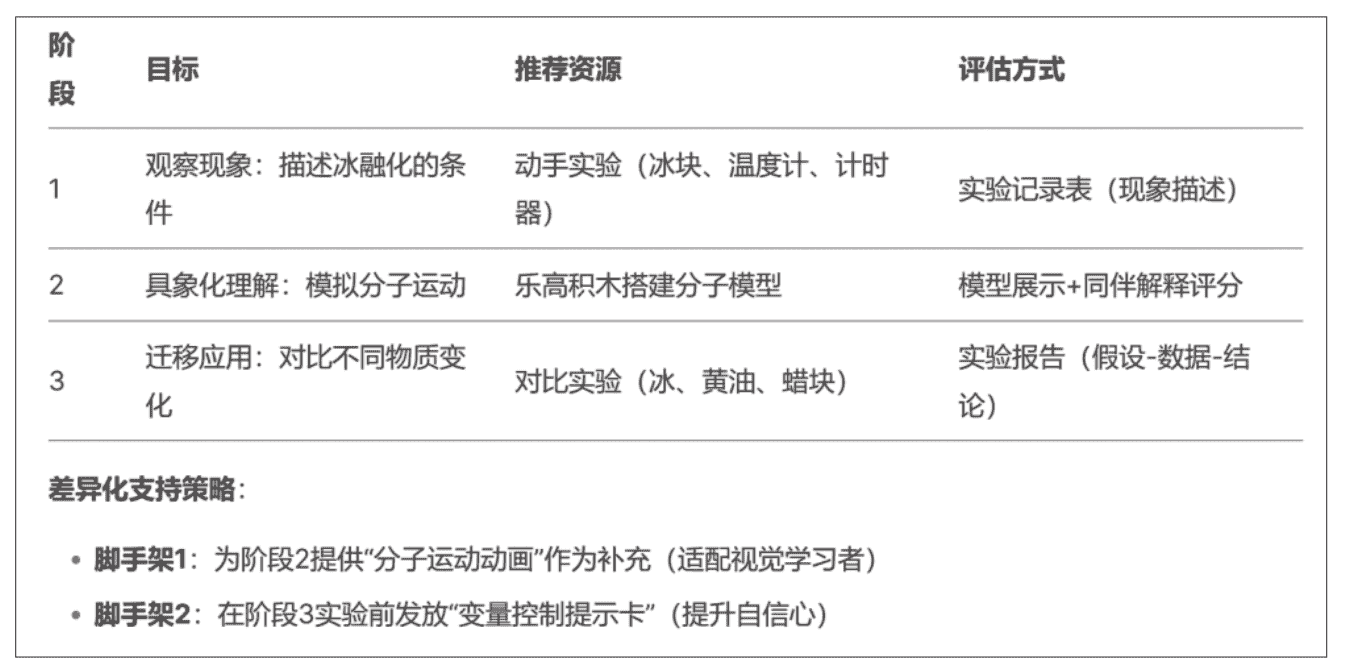 阶
段
目标
推荐资源
评估方式
1
观察现象：描述冰融化的条
件
动手实验（冰块、温度计、计时
器）
实验记录表（现象描述）
2
具象化理解：模拟分子运动
乐高积木搭建分子模型
模型展示+同伴解释评分
3
迁移应用：对比不同物质变
化
对比实验（冰、黄油、蜡块）
实验报告（假设-数据-结
论）
差异化支持策略：
• 脚手架1：为阶段2提供“分子运动动画”作为补充（适配视觉学习者）
• 脚手架2：在阶段3实验前发放“变量控制提示卡”（提升自信心）